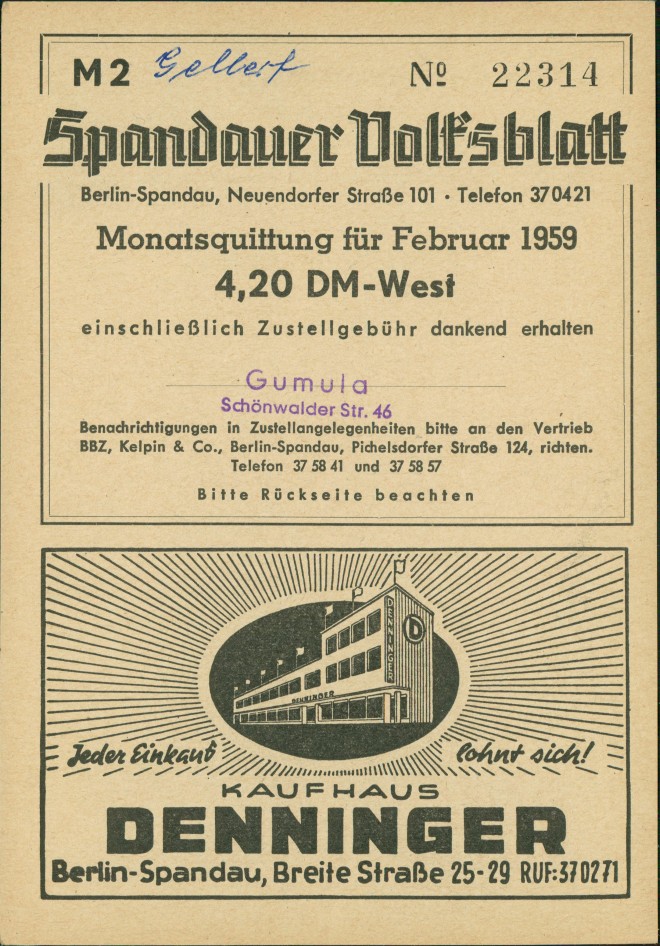 M2 Gellert № 22314
Spandauer Volksblatt
Berlin-Spandau, Neuendorfer Straße 101 · Telefon 37 0421
Monatsquittung für Februar 1959
4,20 DM-West
einschließlich Zustellgebühr dankend erhalten
Gumula
Schönwalder Str. 46
Benachrichtigungen in Zustellangelegenheiten bitte an den Vertrieb
BBZ, Kelpin & Co., Berlin-Spandau, Pichelsdorfer Straße 124, richten.
Telefon 37 58 41 und 37 58 57
Bitte Rückseite beachten
DENNINGER
D
DENNINGER
Jeder Einkauf lohnt sich!
KAUFHAUS
DENNINGER
Berlin-Spandau, Breite Straße 25-29 RUF: 370271